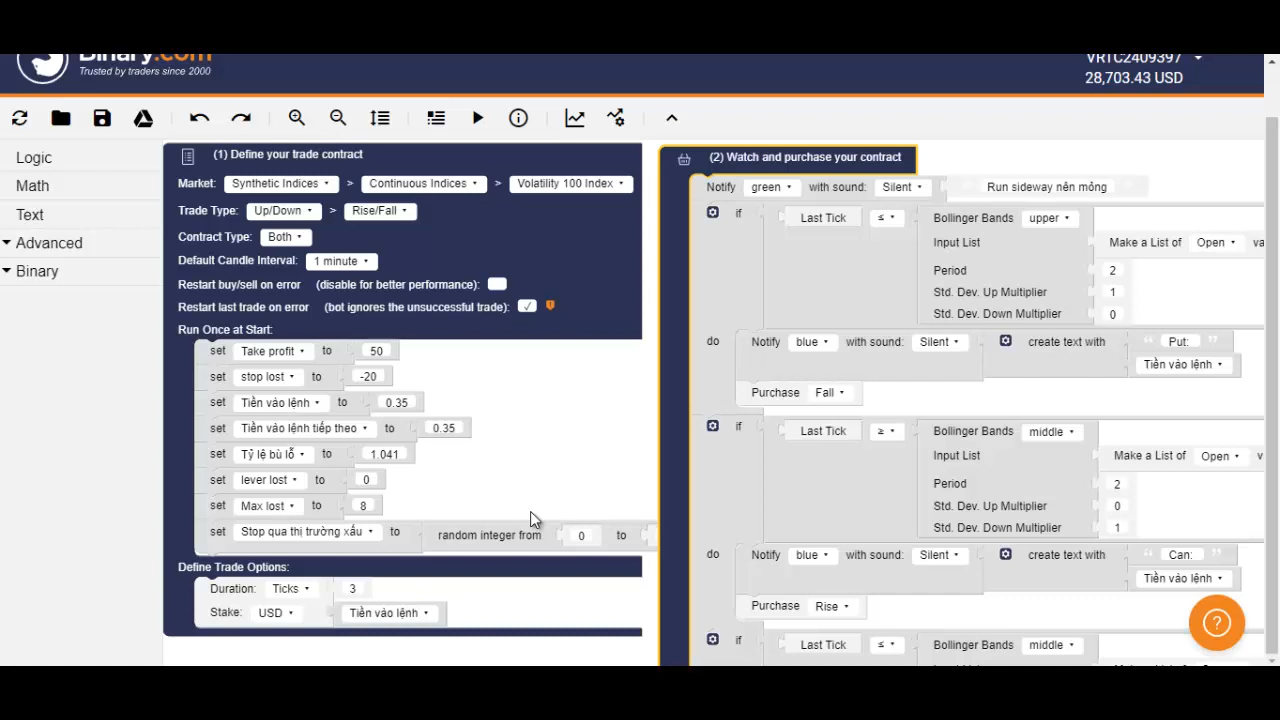 Binary.com
Trusted by traders since 2000
VRTC2409397
28,703.43 USD
Logic
Math
Text
Advanced
Binary
(1) Define your trade contract
Market: Synthetic Indices > Continuous Indices > Volatility 100 Index
Trade Type: Up/Down > Rise/Fall
Contract Type: Both
Default Candle Interval: 1 minute
Restart buy/sell on error (disable for better performance):
Restart last trade on error (bot ignores the unsuccessful trade): ✓
Run Once at Start:
set Take profit to 50
set stop lost to -20
set Tiền vào lệnh to 0.35
set Tiền vào lệnh tiếp theo to 0.35
set Tỷ lệ bù lỗ to 1.041
set lever lost to 0
set Max lost to 8
set Stop qua thị trường xấu to random integer from 0 to
Define Trade Options:
Duration: Ticks 3
Stake: USD Tiền vào lệnh
(2) Watch and purchase your contract
Notify green with sound: Silent Run sideway nên mỏng
if Last Tick ≤ Bollinger Bands upper
Input List Make a List of Open va
Period 2
Std. Dev. Up Multiplier 1
Std. Dev. Down Multiplier 0
do Notify blue with sound: Silent create text with “ Put: ”
Tiền vào lệnh
Purchase Fall
if Last Tick ≥ Bollinger Bands middle
Input List Make a List of Open v
Period 2
Std. Dev. Up Multiplier 0
Std. Dev. Down Multiplier 1
do Notify blue with sound: Silent create text with “ Can: ”
Tiền vào lệnh
Purchase Rise
if Last Tick ≤ Bollinger Bands middle
?